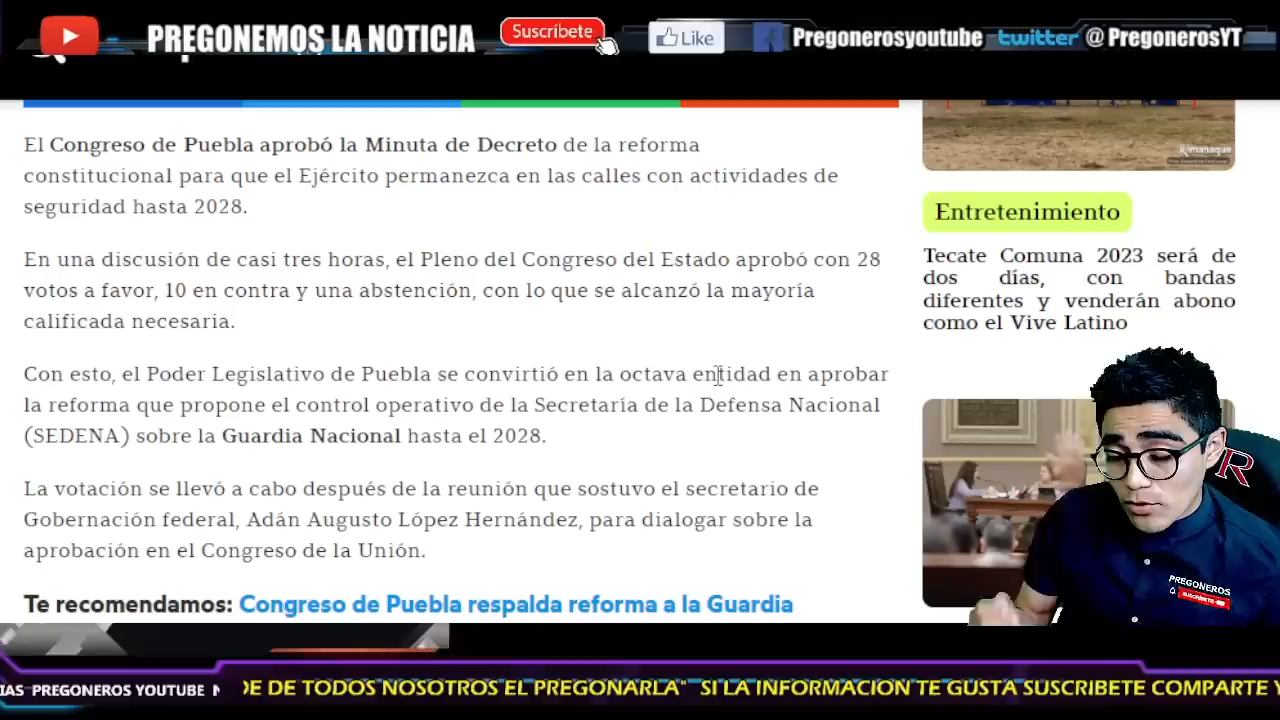 PREGONEMOS LA NOTICIA
Suscríbete
Like
Pregonerosyoutube
twitter @PregonerosYT
El Congreso de Puebla aprobó la Minuta de Decreto de la reforma
constitucional para que el Ejército permanezca en las calles con actividades de
seguridad hasta 2028.
En una discusión de casi tres horas, el Pleno del Congreso del Estado aprobó con 28
votos a favor, 10 en contra y una abstención, con lo que se alcanzó la mayoría
calificada necesaria.
Con esto, el Poder Legislativo de Puebla se convirtió en la octava entidad en aprobar
la reforma que propone el control operativo de la Secretaría de la Defensa Nacional
(SEDENA) sobre la Guardia Nacional hasta el 2028.
La votación se llevó a cabo después de la reunión que sostuvo el secretario de
Gobernación federal, Adán Augusto López Hernández, para dialogar sobre la
aprobación en el Congreso de la Unión.
Te recomendamos: Congreso de Puebla respalda reforma a la Guardia
Entretenimiento
Tecate Comuna 2023 será de
dos días, con bandas
diferentes y venderán abono
como el Vive Latino
R
PREGONEROS
SUSCRIBETE
IAS PREGONEROS YOUTUBE N
DE DE TODOS NOSOTROS EL PREGONARLA" SI LA INFORMACION TE GUSTA SUSCRIBETE COMPARTE Y